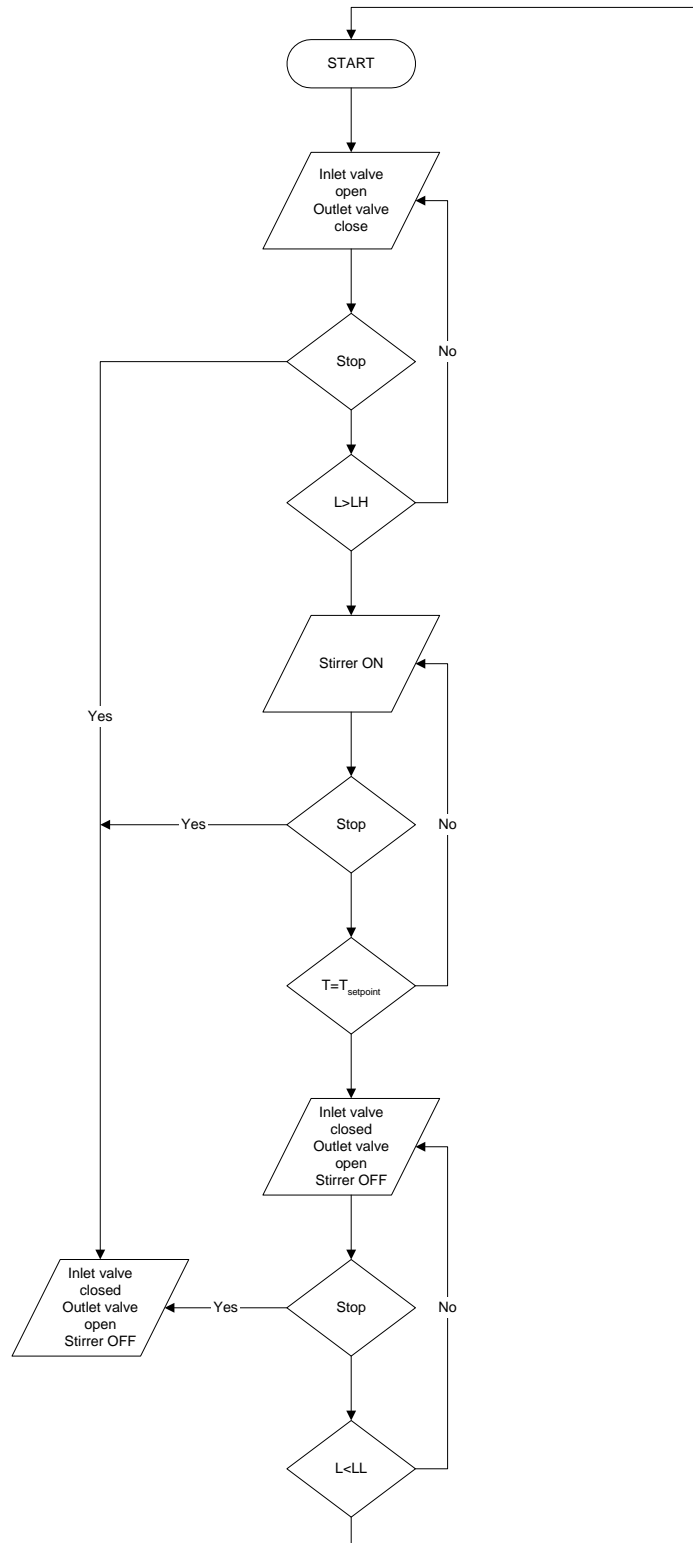 START
Inlet valve
open
Outlet valve
close
Stop
No
L>LH
Stirrer ON
Yes
Yes
Stop
No
T=Tsetpoint
Inlet valve
closed
Outlet valve
open
Stirrer OFF
Inlet valve
closed
Outlet valve
open
Stirrer OFF
Yes
Stop
No
L<LL